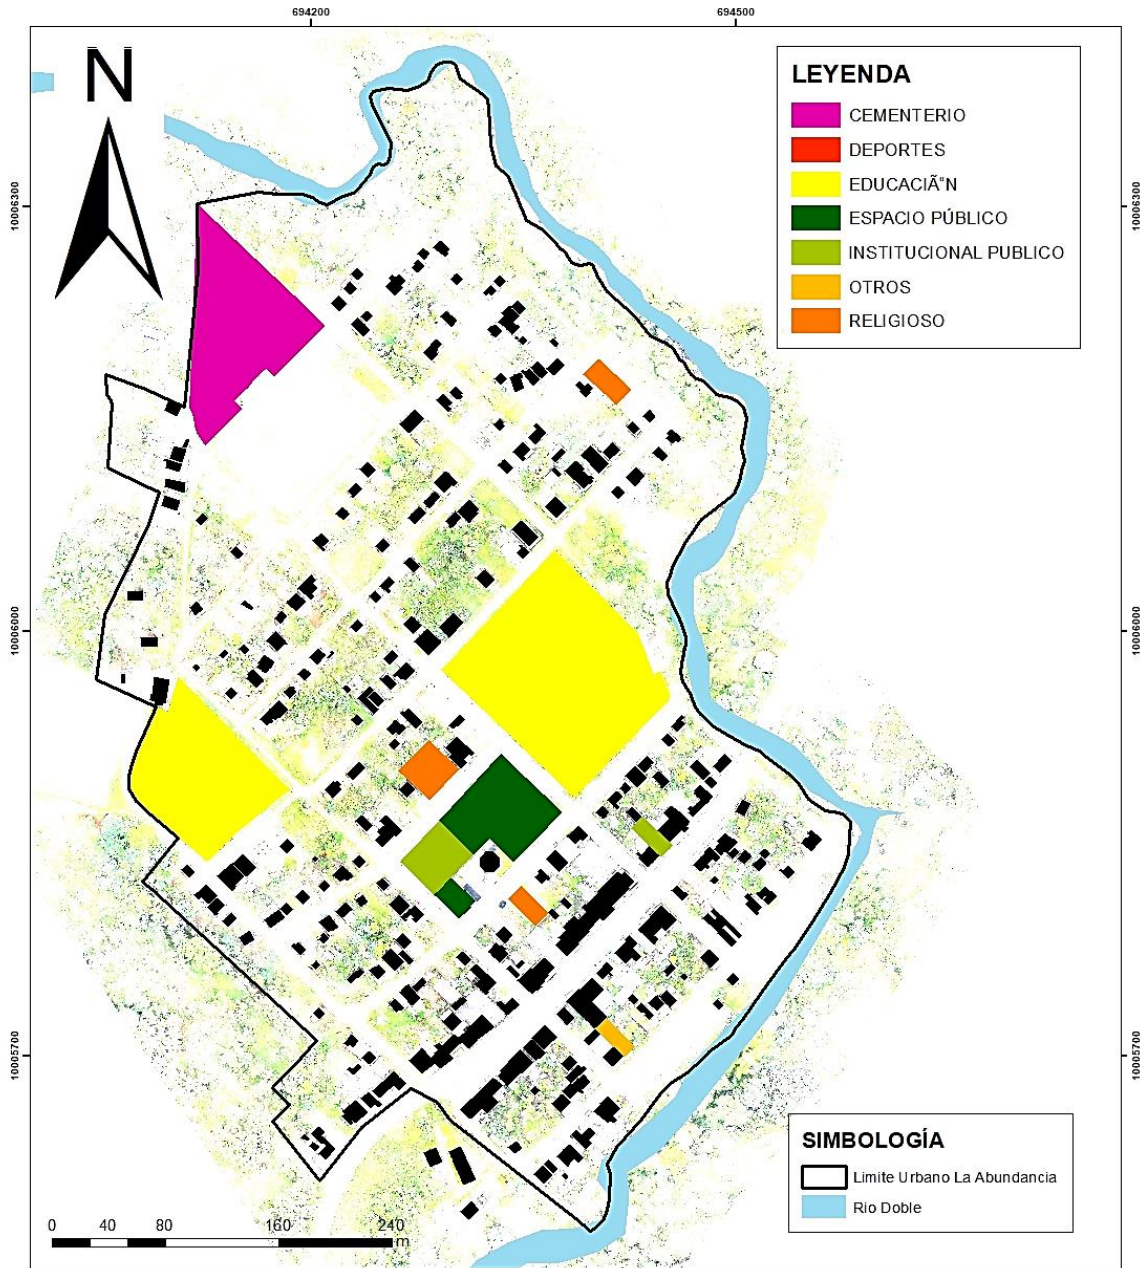 694200
694500
N
LEYENDA
CEMENTERIO
DEPORTES
EDUCACIÃ“N
ESPACIO PÚBLICO
INSTITUCIONAL PUBLICO
OTROS
RELIGIOSO
10006300
10006300
10006000
10006000
10005700
10005700
SIMBOLOGÍA
Limite Urbano La Abundancia
Rio Doble
0 40 80 160 240
m